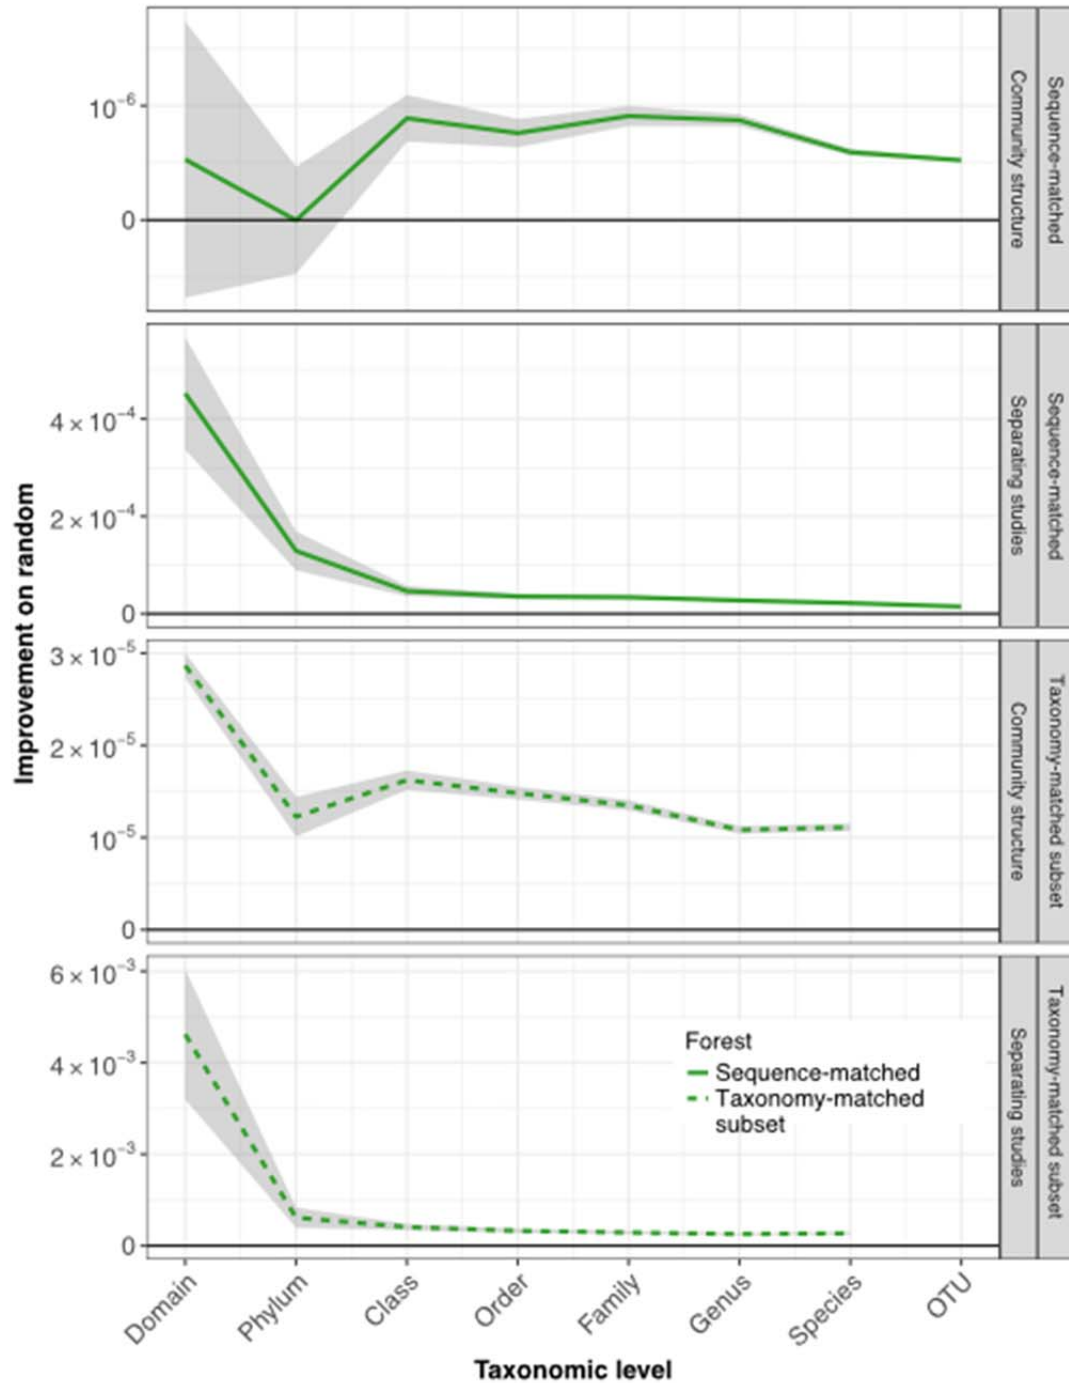 10⁻⁶
0
Community structure
Sequence-matched
4 × 10⁻⁴
2 × 10⁻⁴
0
Separating studies
Sequence-matched
Improvement on random
3 × 10⁻⁵
2 × 10⁻⁵
10⁻⁵
0
Community structure
Taxonomy-matched subset
6 × 10⁻³
4 × 10⁻³
2 × 10⁻³
0
Forest
Sequence-matched
Taxonomy-matched
subset
Separating studies
Taxonomy-matched subset
Domain
Phylum
Class
Order
Family
Genus
Species
OTU
Taxonomic level